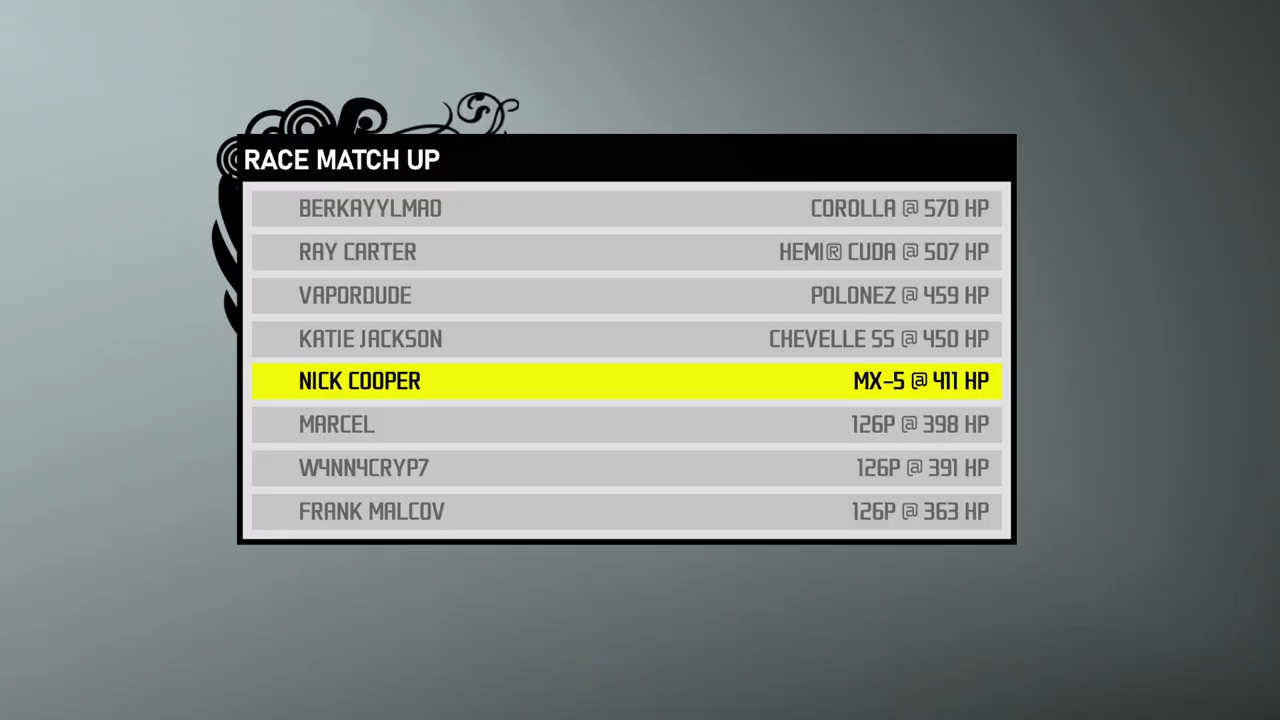 RACE MATCH UP
BERKAYYLMAO COROLLA @ 570 HP
RAY CARTER HEMI® CUDA @ 507 HP
VAPORDUDE POLONEZ @ 459 HP
KATIE JACKSON CHEVELLE SS @ 450 HP
NICK COOPER MX-5 @ 411 HP
MARCEL 126P @ 398 HP
W4NN4CRYP7 126P @ 391 HP
FRANK MALCOV 126P @ 363 HP